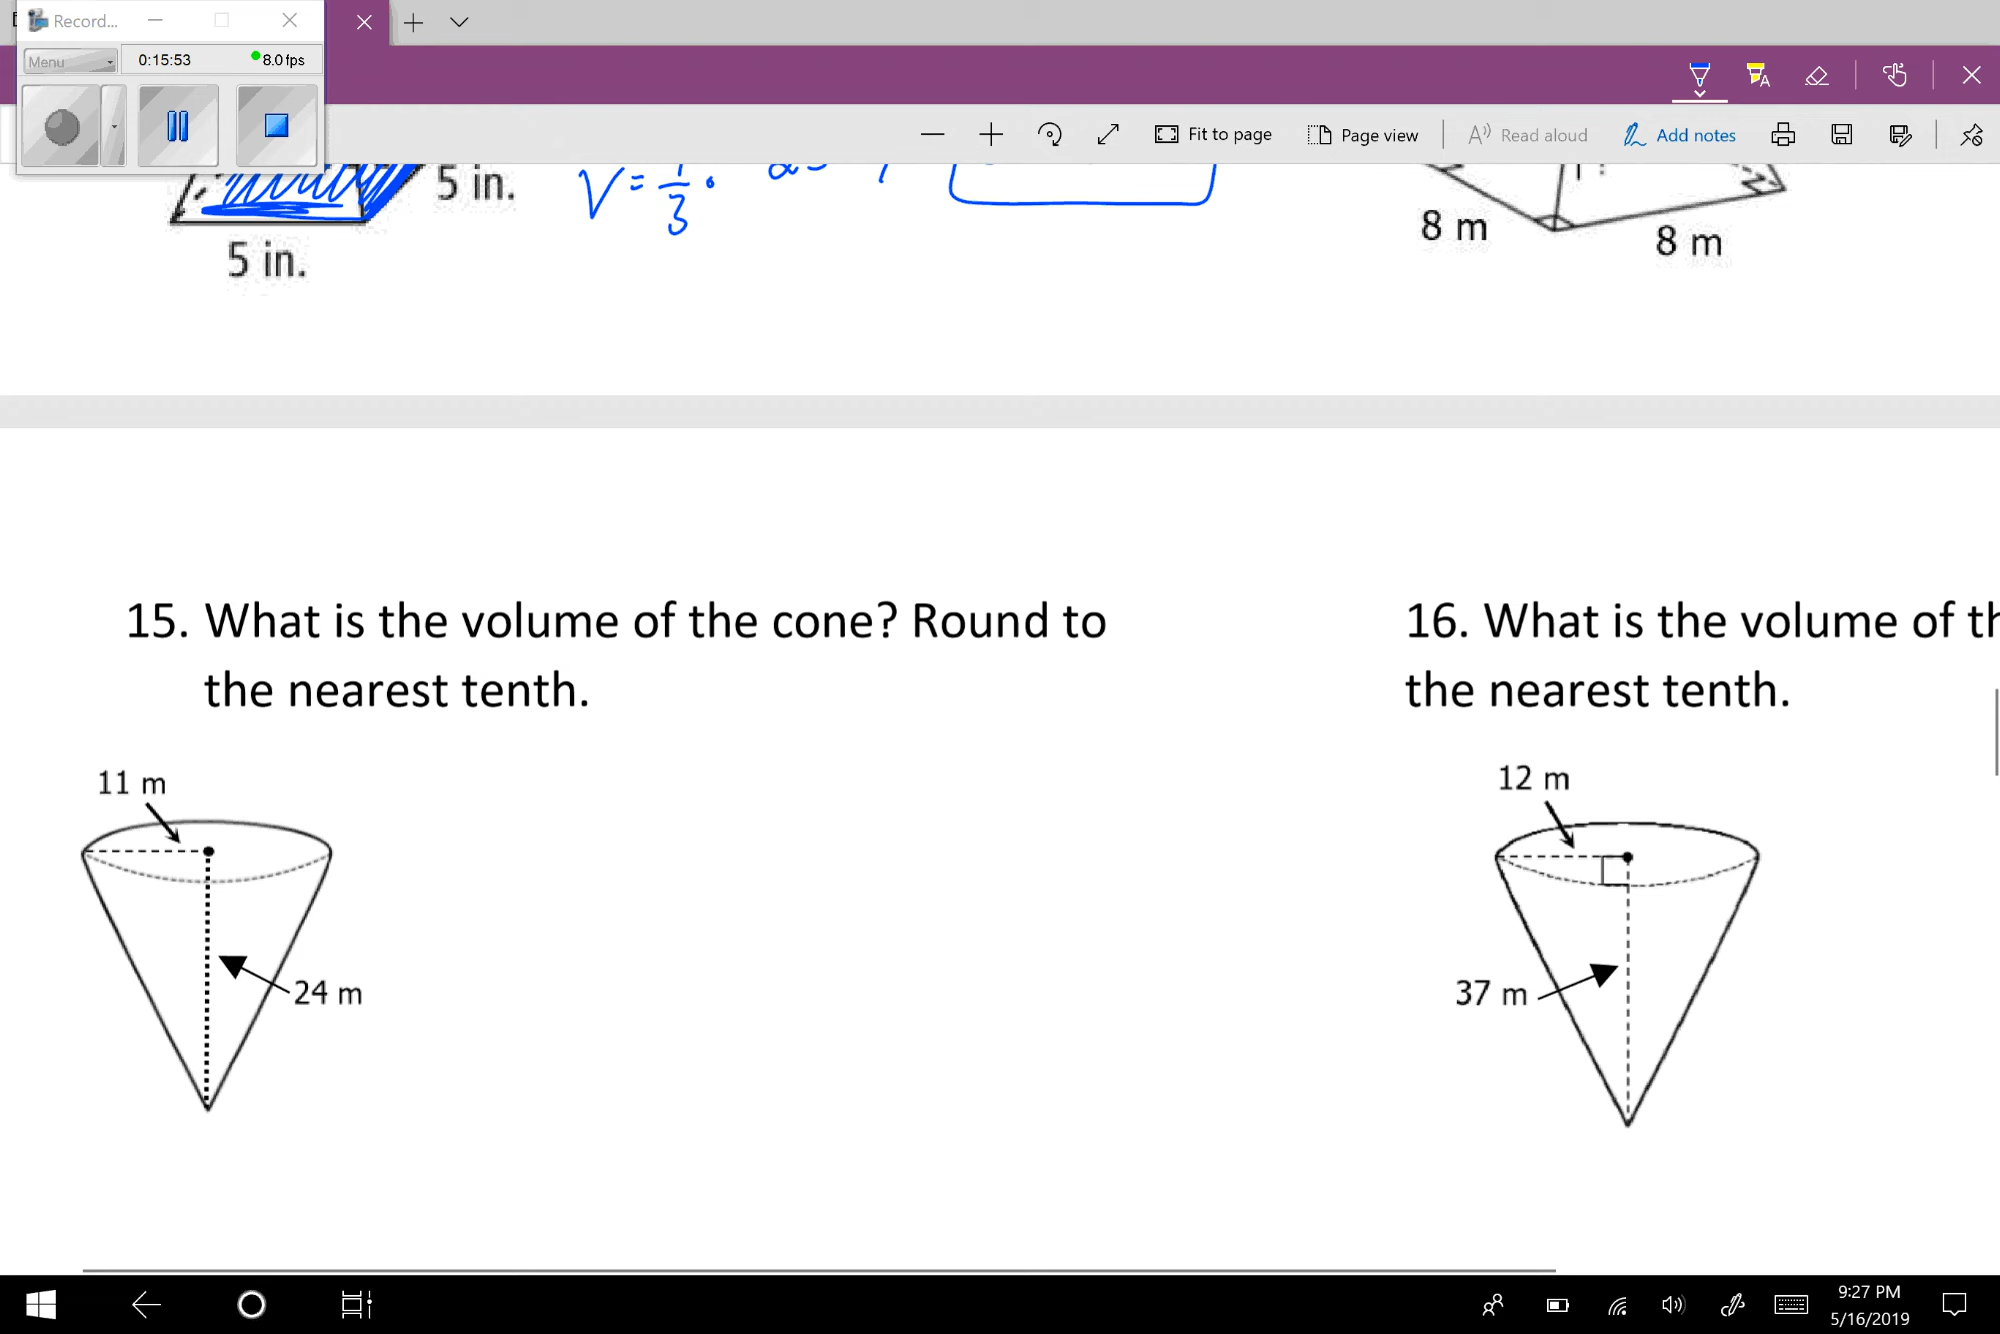 Record...
Menu
0:15:53
8.0 fps
Fit to page
Page view
Read aloud
Add notes
5 in.
5 in.
V = 1/3 ·
8 m
8 m
15. What is the volume of the cone? Round to
the nearest tenth.
11 m
24 m
16. What is the volume of th
the nearest tenth.
12 m
37 m
9:27 PM
5/16/2019